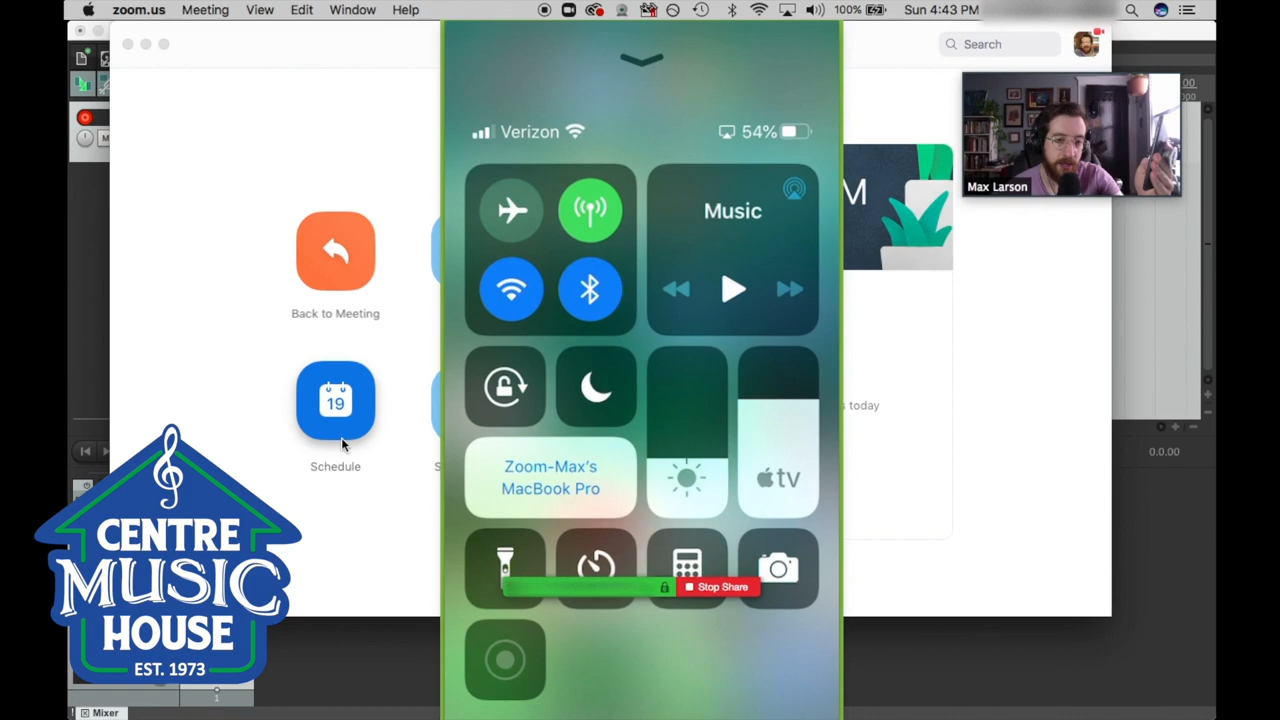 zoom.us Meeting View Edit Window Help
100%
Sun 4:43 PM
Search
Verizon
54%
Max Larson
M
M
Music
Back to Meeting
19
Schedule
S
s today
Zoom-Max's
MacBook Pro
tv
0.0.00
Stop Share
CENTRE
MUSIC
HOUSE
EST. 1973
1
Mixer